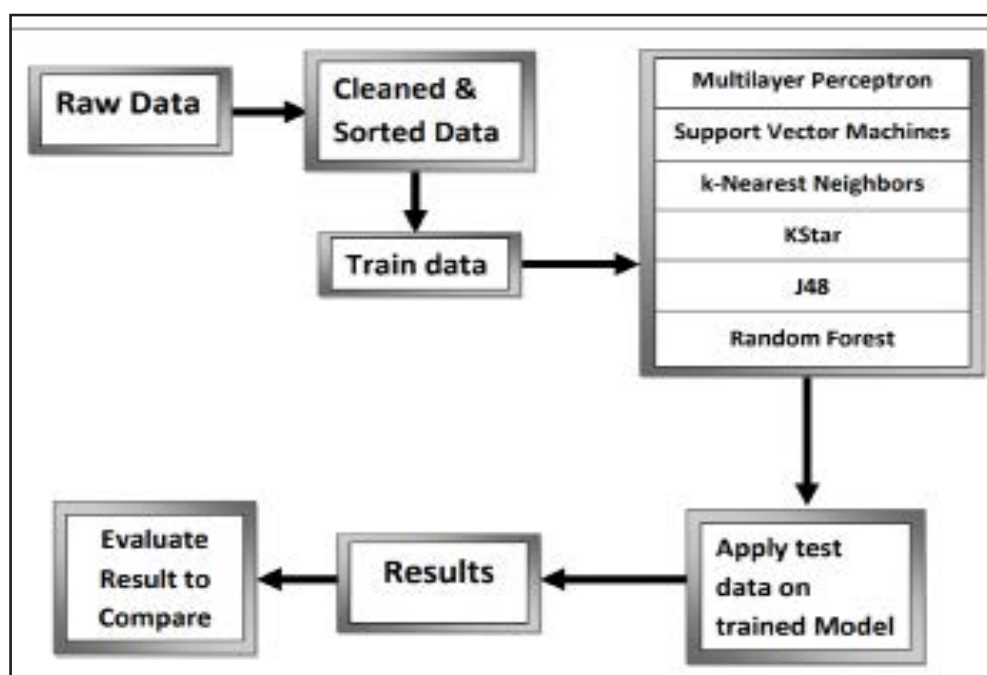 Raw Data
Cleaned &
Sorted Data
Train data
Multilayer Perceptron
Support Vector Machines
k-Nearest Neighbors
KStar
J48
Random Forest
Apply test
data on
trained Model
Results
Evaluate
Result to
Compare